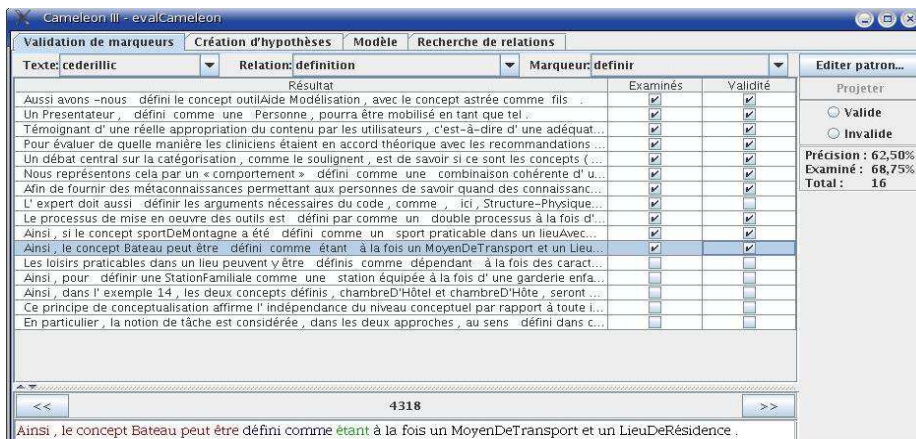 Cameleon III - evalCameleon
Validation de marqueurs Création d'hypothèses Modèle Recherche de relations
Texte: cederillic Relation: definition Marqueur: definir Editer patron...
Résultat Examinés Validité Projeter
Aussi avons -nous défini le concept outilAide Modélisation , avec le concept astrée comme fils .
Un Presentateur , défini comme une Personne , pourra être mobilisé en tant que tel .
Valide
Témoignant d' une réelle appropration du contenu par les utilisateurs , c'est-à-dire d' une adéquat...
Invalide
Pour évaluer de quelle manière les cliniciens étaient en accord théorique avec les recommandations ...
Un débat central sur la catégorisation , comme le soulignent , est de savoir si ce sont les concepts ( ...
Précision : 62,50%
Nous représentons cela par un « comportement » défini comme une combinaison cohérente d' u...
Examiné : 68,75%
Afin de fournir des métaconnaissances permettant aux personnes de savoir quand des connaissanc...
Total : 16
L' expert doit aussi définir les arguments nécessaires du code , comme , ici , Structure-Physique...
Le processus de mise en oeuvre des outils est défini par comme un double processus à la fois d'...
Ainsi , si le concept sportDeMontagne a été défini comme un sport praticable dans un lieuAvec...
Ainsi , le concept Bateau peut être défini comme étant à la fois un MoyenDeTransport et un Lieu...
Les loisirs praticables dans un lieu peuvent y être définis comme dépendant à la fois des caract...
Ainsi , pour définir une StationFamiliale comme une station équipée à la fois d' une garderie enfa...
Ainsi , dans l' exemple 14 , les deux concepts définis , chambreD'Hôtel et chambreD'Hôte , seront ...
Ce principe de conceptualisation affirme l' indépendance du niveau conceptuel par rapport à toute i...
En particulier , la notion de tâche est considérée , dans les deux approches , au sens défini dans c...
<< 4318 >>
Ainsi , le concept Bateau peut être défini comme étant à la fois un MoyenDeTransport et un LieuDeRésidence .